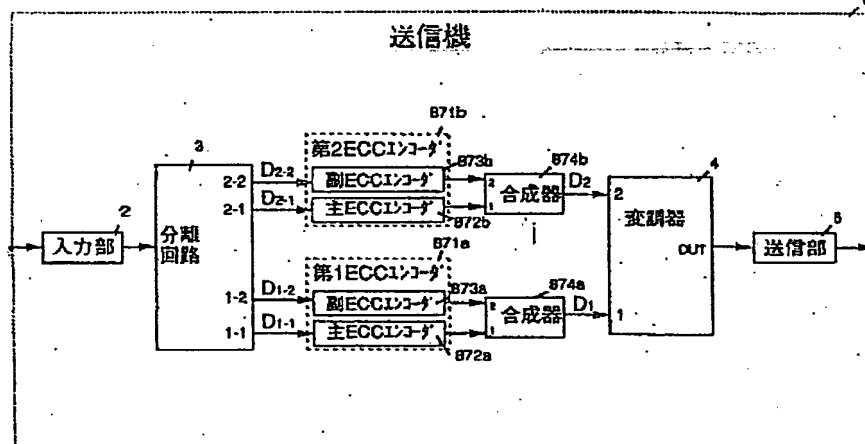 送信機
871b
第2ECCエンコーダ
873b
3
874b
4
2-2
D2-2
副ECCエンコーダ
2
合成器
D2
2
2-1
D2-1
主ECCエンコーダ
1
872b
変調器
2
入力部
分離
回路
871a
OUT
送信部
第1ECCエンコーダ
873a
874a
1-2
D1-2
副ECCエンコーダ
2
合成器
D1
1
1-1
D1-1
主ECCエンコーダ
1
872a